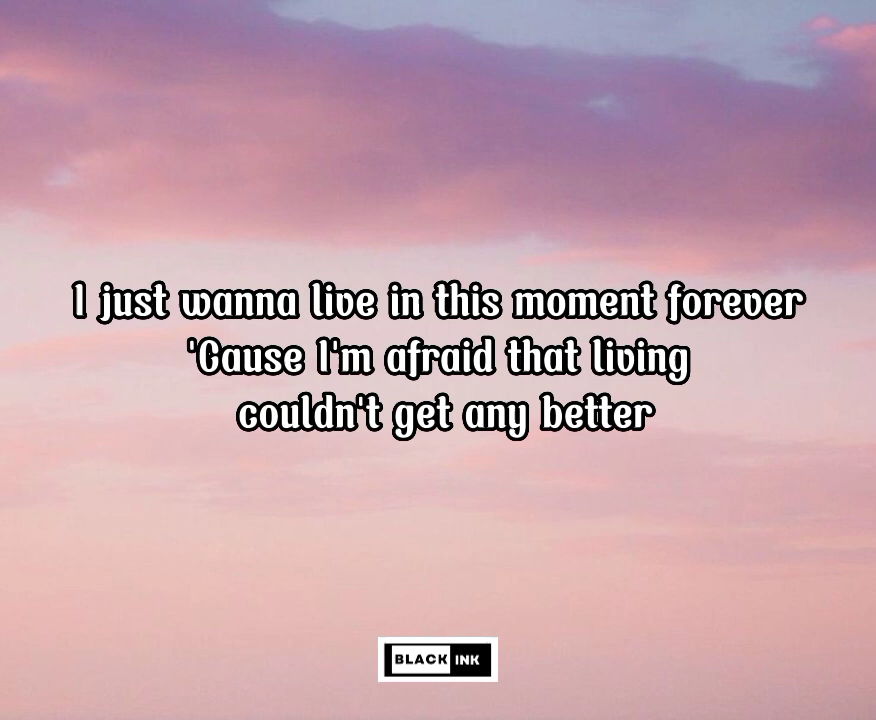 I just wanna live in this moment forever
'Cause I'm afraid that living
couldn't get any better
BLACK INK